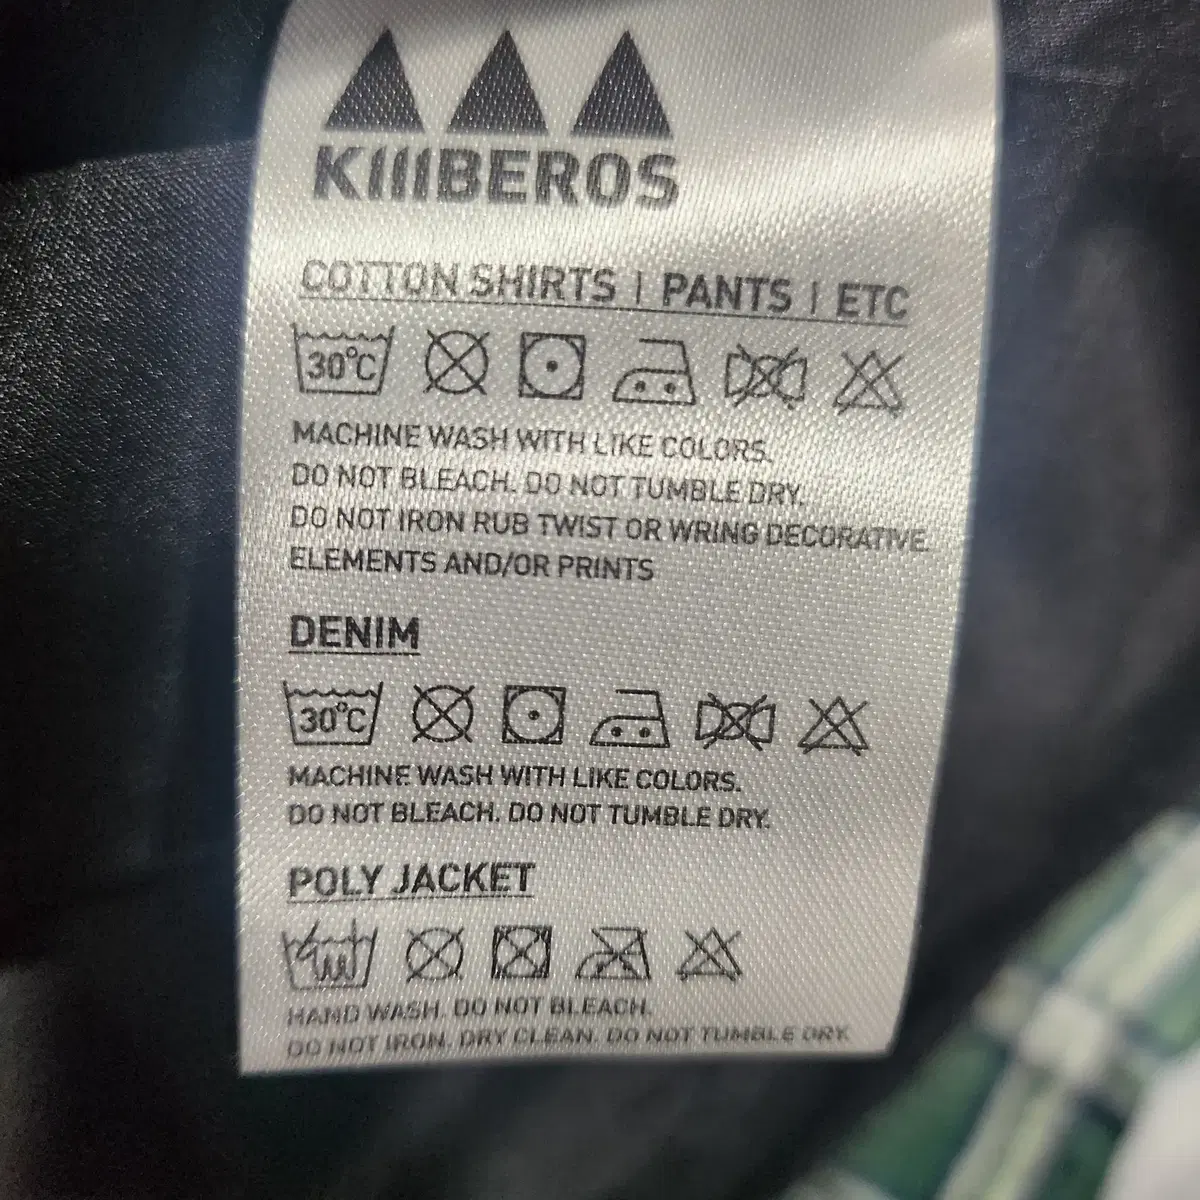 KIIIBEROS
COTTON SHIRTS | PANTS | ETC
30°C
MACHINE WASH WITH LIKE COLORS.
DO NOT BLEACH. DO NOT TUMBLE DRY.
DO NOT IRON RUB TWIST OR WRING DECORATIVE
ELEMENTS AND/OR PRINTS
DENIM
30°C
MACHINE WASH WITH LIKE COLORS.
DO NOT BLEACH. DO NOT TUMBLE DRY.
POLY JACKET
HAND WASH. DO NOT BLEACH.
DO NOT IRON. DRY CLEAN. DO NOT TUMBLE DRY.